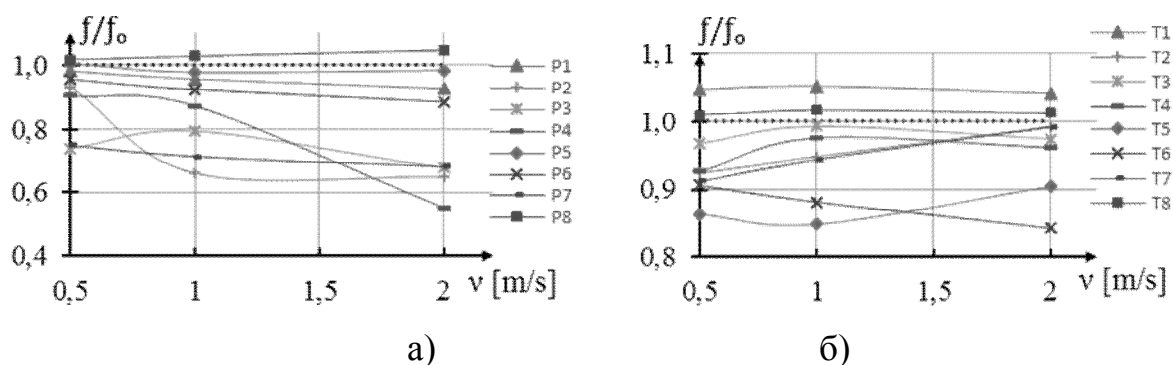 f/fₒ
1,0
0,8
0,6
0,4
0,5 1 1,5 2 ν [m/s]
P1
P2
P3
P4
P5
P6
P7
P8
а)
f/fₒ
1,1
1,0
0,9
0,8
0,5 1 1,5 2 ν [m/s]
T1
T2
T3
T4
T5
T6
T7
T8
б)